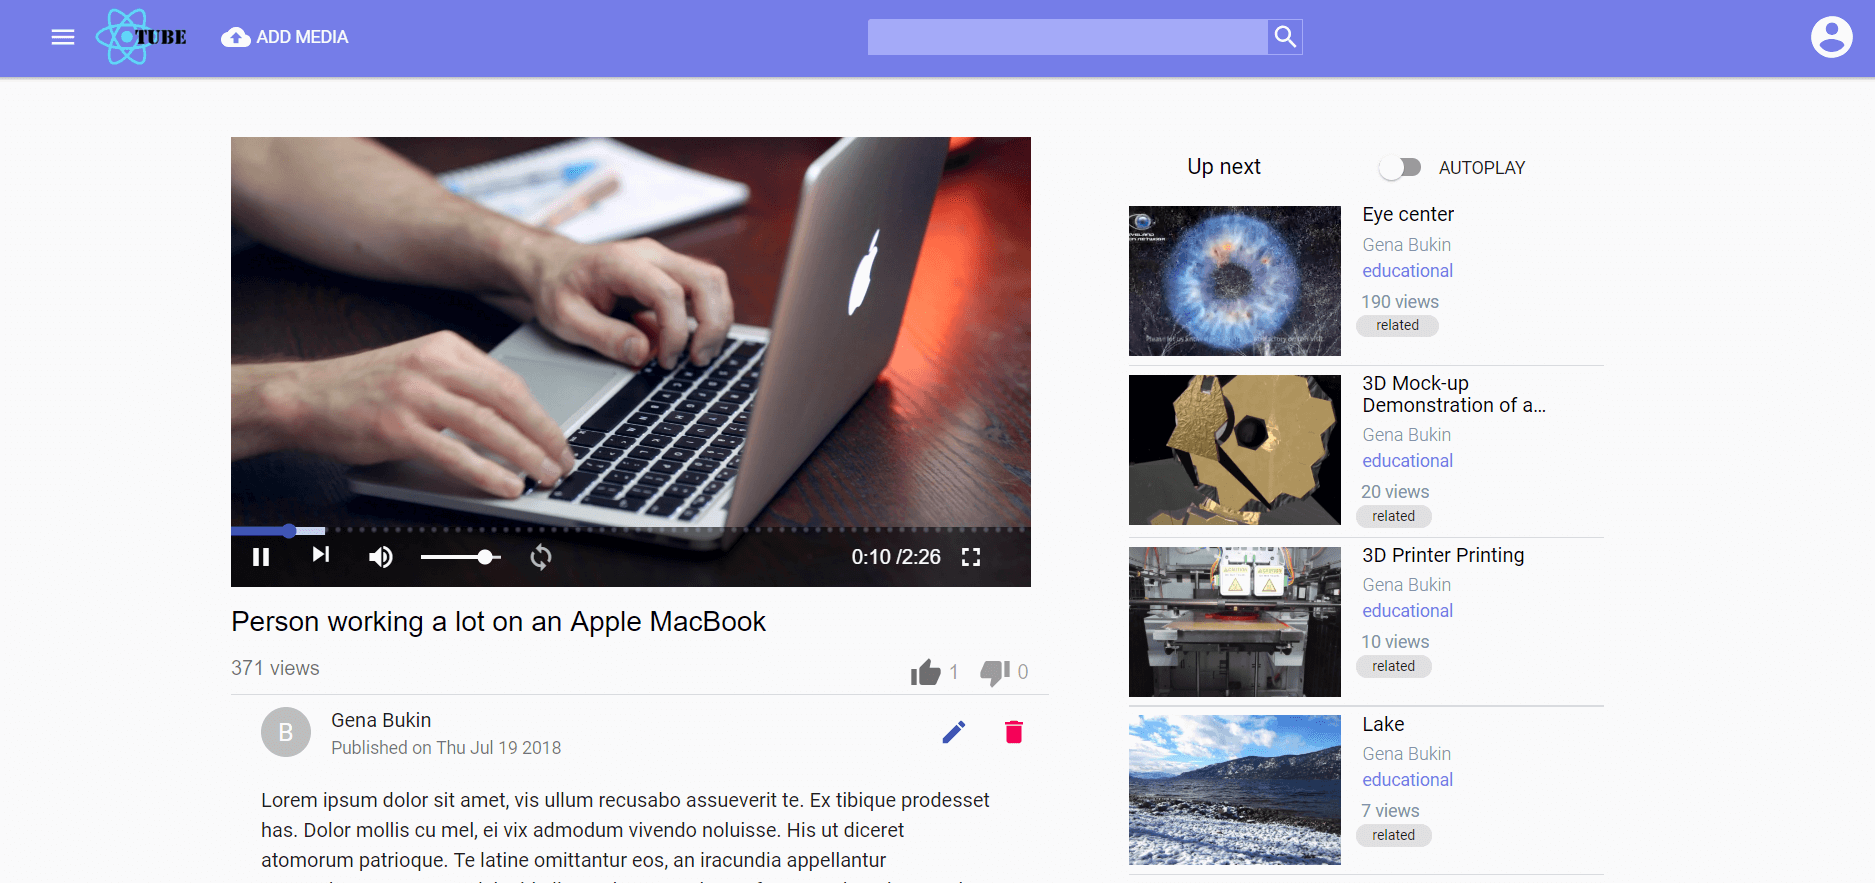 TUBE
ADD MEDIA
Up next
AUTOPLAY
0:10 /2:26
Person working a lot on an Apple MacBook
371 views
1
0
B
Gena Bukin
Published on Thu Jul 19 2018
Lorem ipsum dolor sit amet, vis ullum recusabo assueverit te. Ex tibique prodesset
has. Dolor mollis cu mel, ei vix admodum vivendo noluisse. His ut diceret
atomorum patrioque. Te latine omittantur eos, an iracundia appellantur
Eye center
Gena Bukin
educational
190 views
related
3D Mock-up
Demonstration of a...
Gena Bukin
educational
20 views
related
3D Printer Printing
Gena Bukin
educational
10 views
related
Lake
Gena Bukin
educational
7 views
related